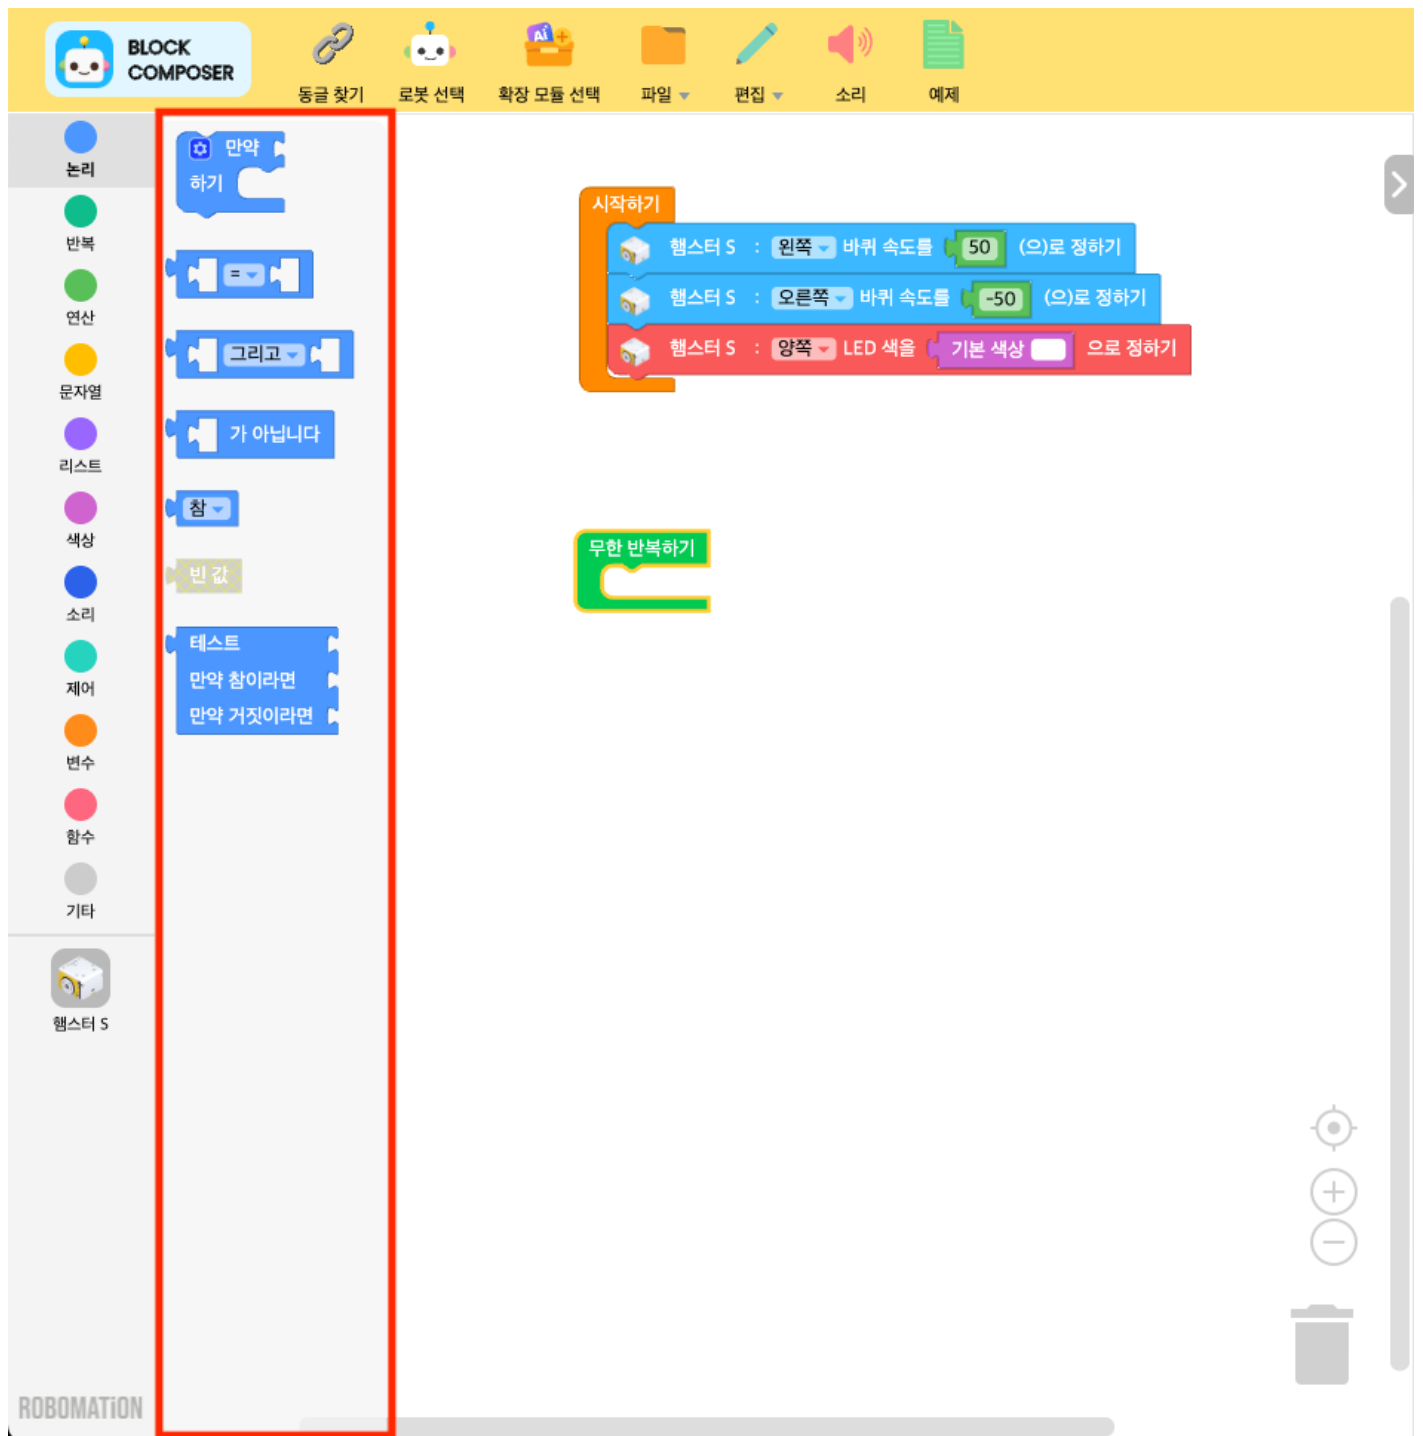 BLOCK
COMPOSER
동글 찾기
로봇 선택
확장 모듈 선택
파일
편집
소리
예제
논리
반복
연산
문자열
리스트
색상
소리
제어
변수
함수
기타
햄스터 S
ROBOMATiON
만약
하기
=
그리고
가 아닙니다
참
빈 값
테스트
만약 참이라면
만약 거짓이라면
시작하기
햄스터 S : 왼쪽 바퀴 속도를 50 (으)로 정하기
햄스터 S : 오른쪽 바퀴 속도를 -50 (으)로 정하기
햄스터 S : 양쪽 LED 색을 기본 색상 으로 정하기
무한 반복하기